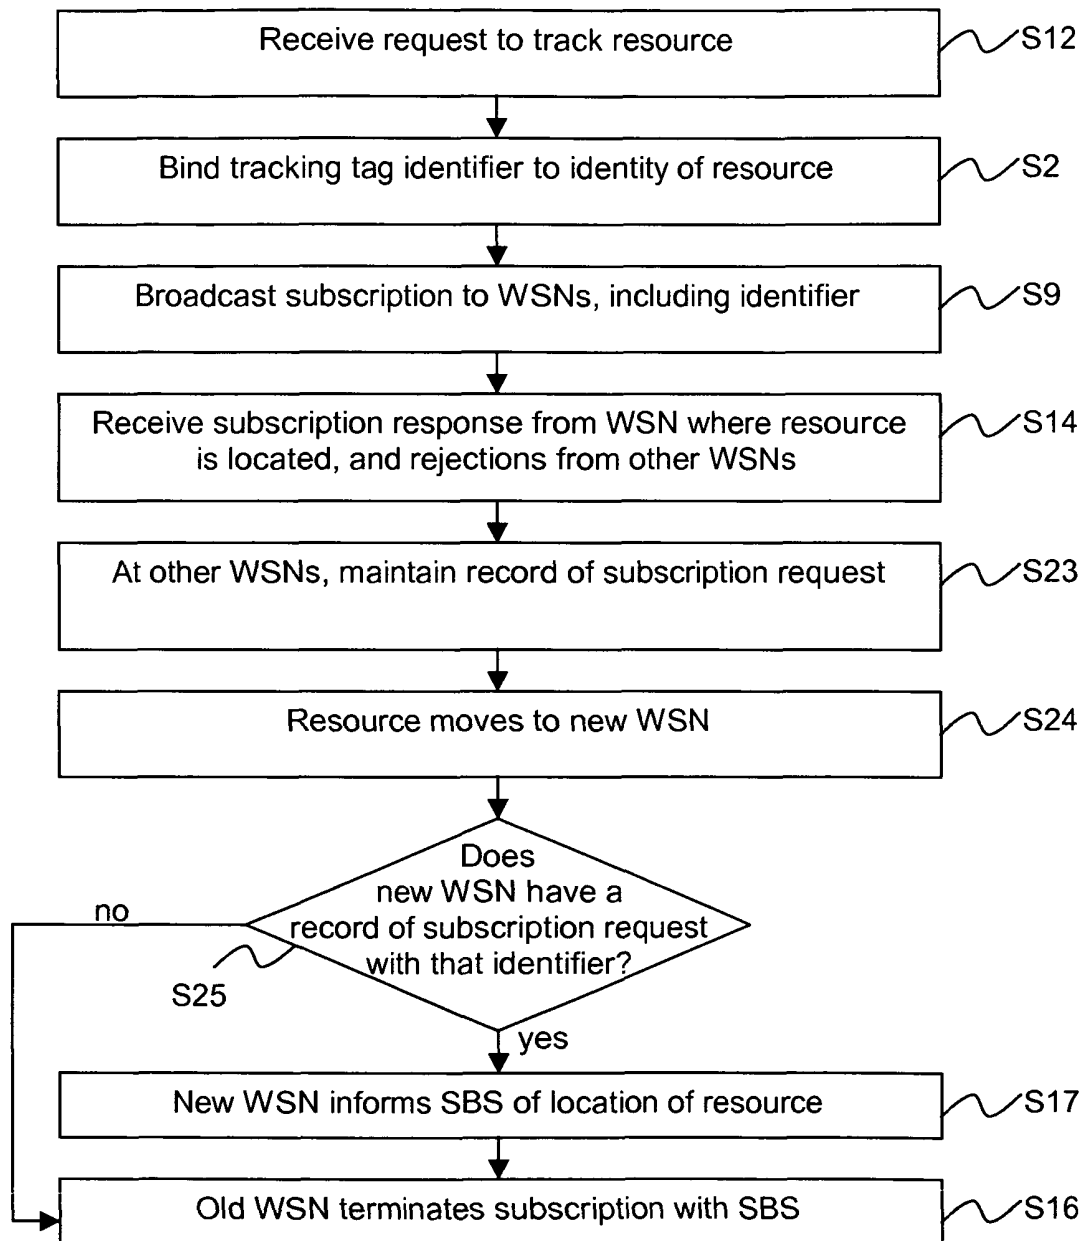 Receive request to track resource
S12
Bind tracking tag identifier to identity of resource
S2
Broadcast subscription to WSNs, including identifier
S9
Receive subscription response from WSN where resource
is located, and rejections from other WSNs
S14
At other WSNs, maintain record of subscription request
S23
Resource moves to new WSN
S24
Does
new WSN have a
record of subscription request
with that identifier?
no
S25
yes
New WSN informs SBS of location of resource
S17
Old WSN terminates subscription with SBS
S16